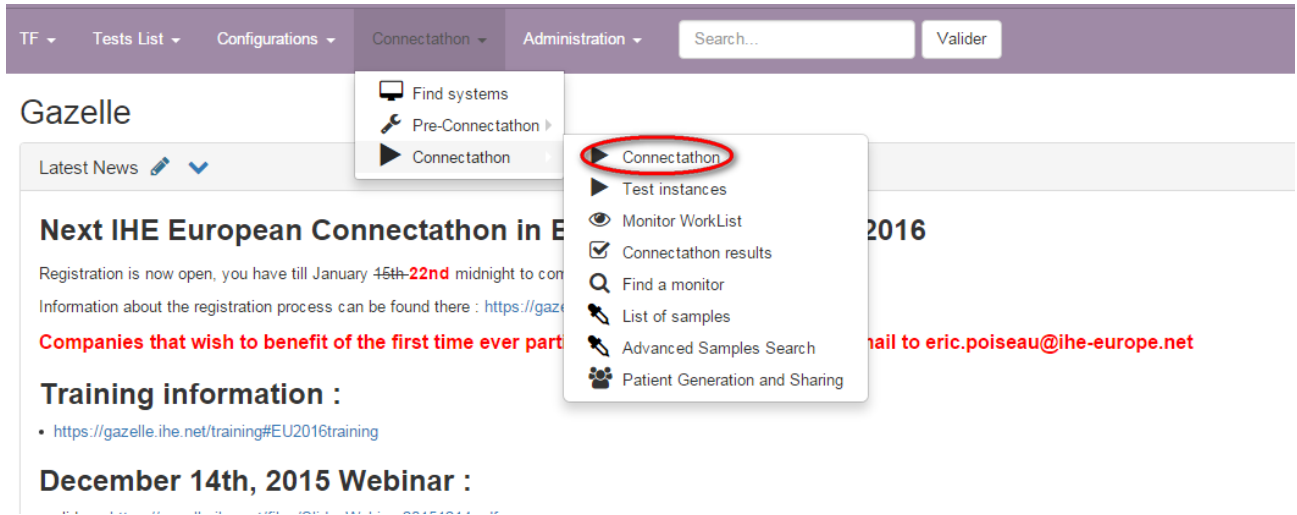 TF Tests List Configurations Connectathon Administration Search... Valider
Find systems
Pre-Connectathon
Connectathon
Connectathon
Test instances
Monitor WorkList
Connectathon results
Find a monitor
List of samples
Advanced Samples Search
Patient Generation and Sharing
Gazelle
Latest News
Next IHE European Connectathon in E 2016
Registration is now open, you have till January 15th 22nd midnight to com
Information about the registration process can be found there : https://gaze
Companies that wish to benefit of the first time ever parti nail to eric.poiseau@ihe-europe.net
Training information :
• https://gazelle.ihe.net/training#EU2016training
December 14th, 2015 Webinar :